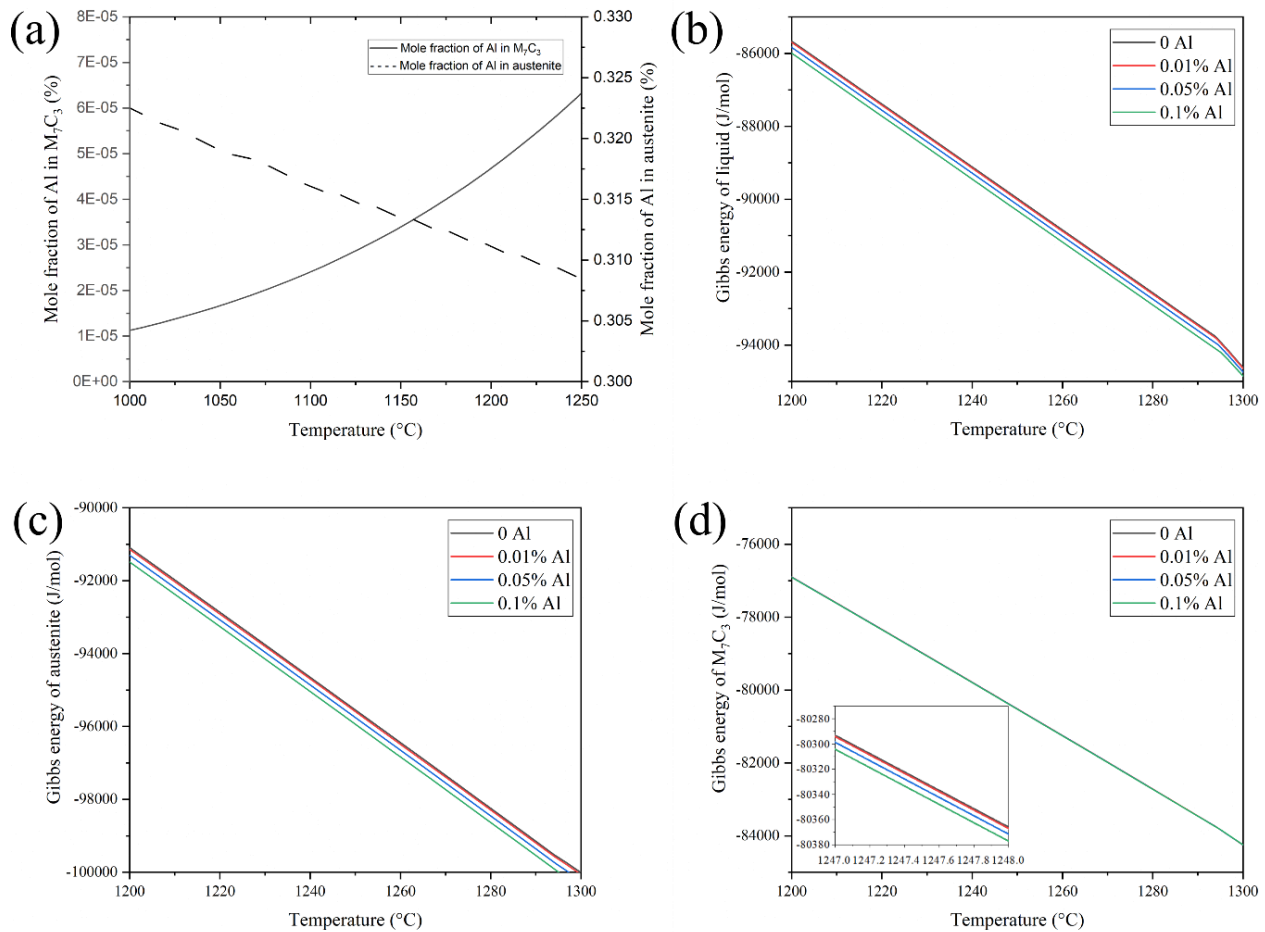 (a)
Mole fraction of Al in M₇C₃ (%)
8E-05
7E-05
6E-05
5E-05
4E-05
3E-05
2E-05
1E-05
0E+00
Mole fraction of Al in M₇C₃
Mole fraction of Al in austenite
0.330
0.325
0.320
0.315
0.310
0.305
0.300
Mole fraction of Al in austenite (%)
1000 1050 1100 1150 1200 1250
Temperature (°C)
(b)
Gibbs energy of liquid (J/mol)
-86000
-88000
-90000
-92000
-94000
0 Al
0.01% Al
0.05% Al
0.1% Al
1200 1220 1240 1260 1280 1300
Temperature (°C)
(c)
Gibbs energy of austenite (J/mol)
-90000
-92000
-94000
-96000
-98000
-100000
0 Al
0.01% Al
0.05% Al
0.1% Al
1200 1220 1240 1260 1280 1300
Temperature (°C)
(d)
Gibbs energy of M₇C₃ (J/mol)
-76000
-78000
-80000
-82000
-84000
0 Al
0.01% Al
0.05% Al
0.1% Al
-80280
-80300
-80320
-80340
-80360
-80380
1247.0 1247.2 1247.4 1247.6 1247.8 1248.0
1200 1220 1240 1260 1280 1300
Temperature (°C)